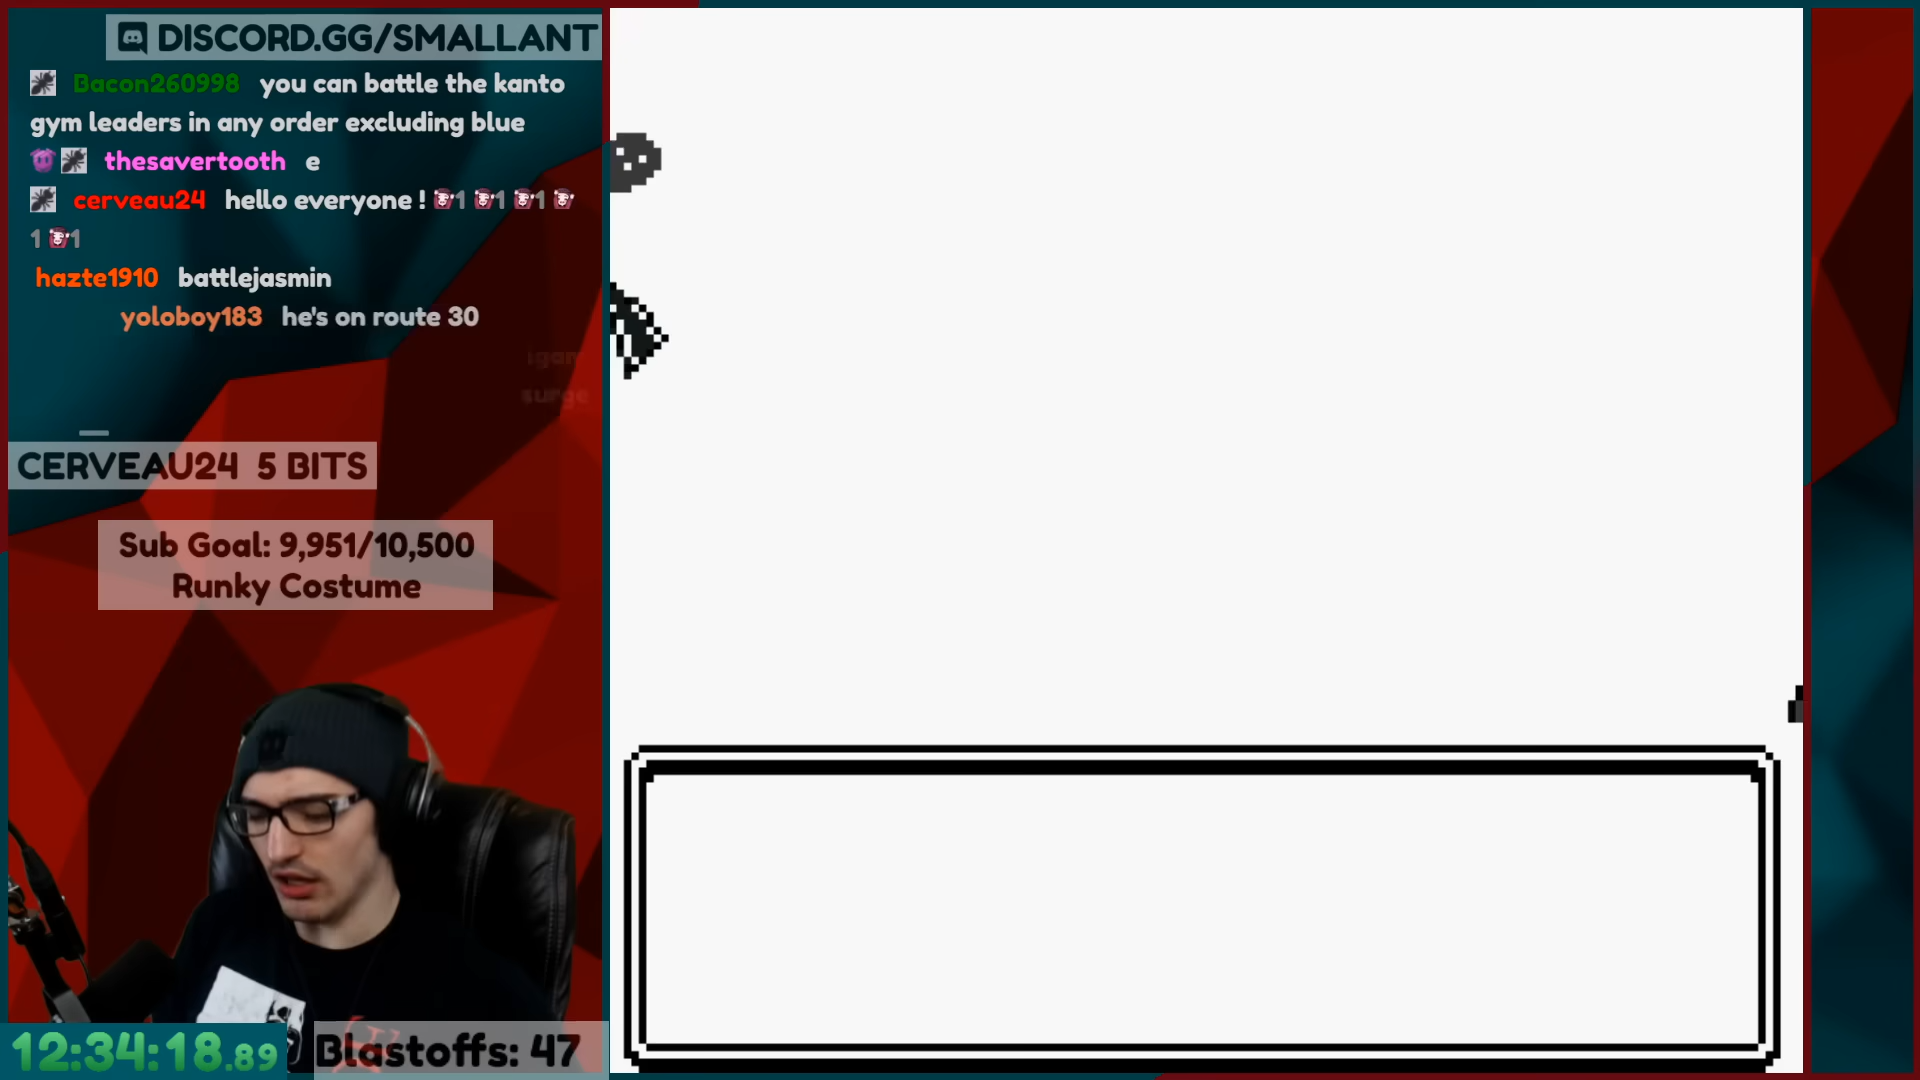 DISCORD.GG/SMALLANT
Bacon260998 you can battle the kanto
gym leaders in any order excluding blue
thesavertooth e
cerveau24 hello everyone ! 1 1 1
1 1
hazte1910 battlejasmin
yoloboy183 he's on route 30
surge
CERVEAU24 5 BITS
Sub Goal: 9,951/10,500
Runky Costume
12:34:18.89
Blastoffs: 47